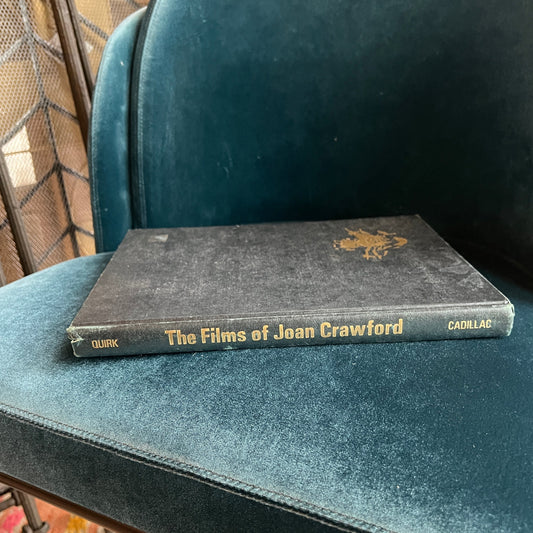 QUIRK The Films of Joan Crawford CADILLAC